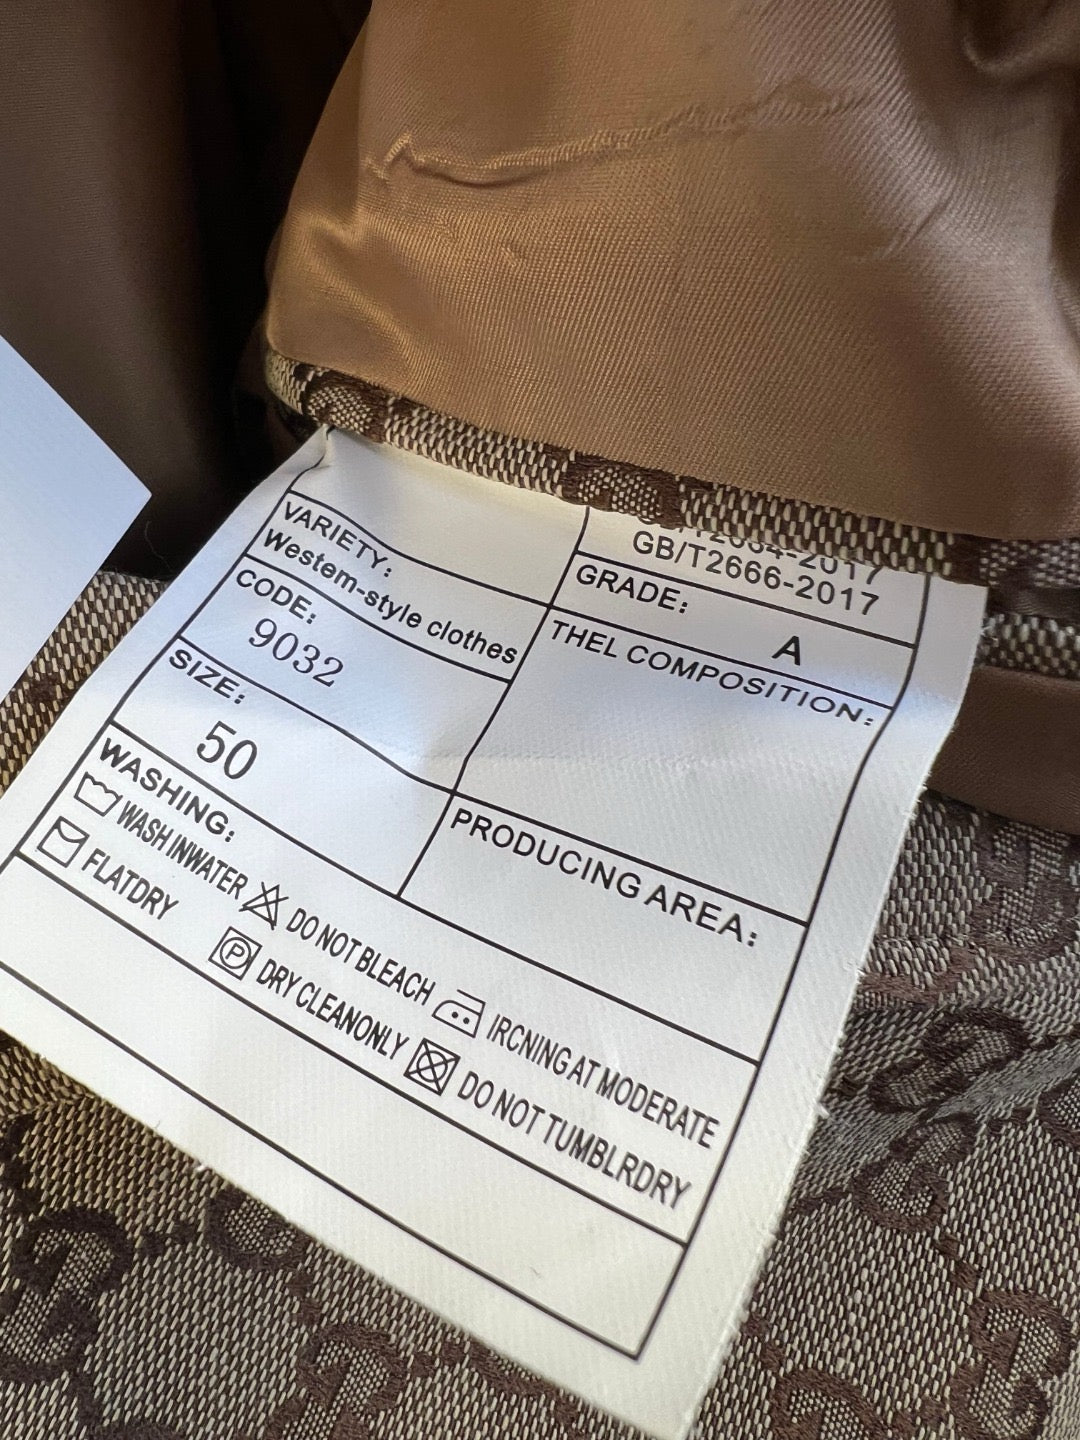 VARIETY:
Westem-style clothes
CODE:
9032
SIZE:
50
GB/T2666-2017
GRADE:
A
THEL COMPOSITION:
PRODUCING AREA:
WASHING:
WASH INWATER DO NOT BLEACH IRCNING AT MODERATE
FLATDRY DRY CLEANONLY DO NOT TUMBLRDRY